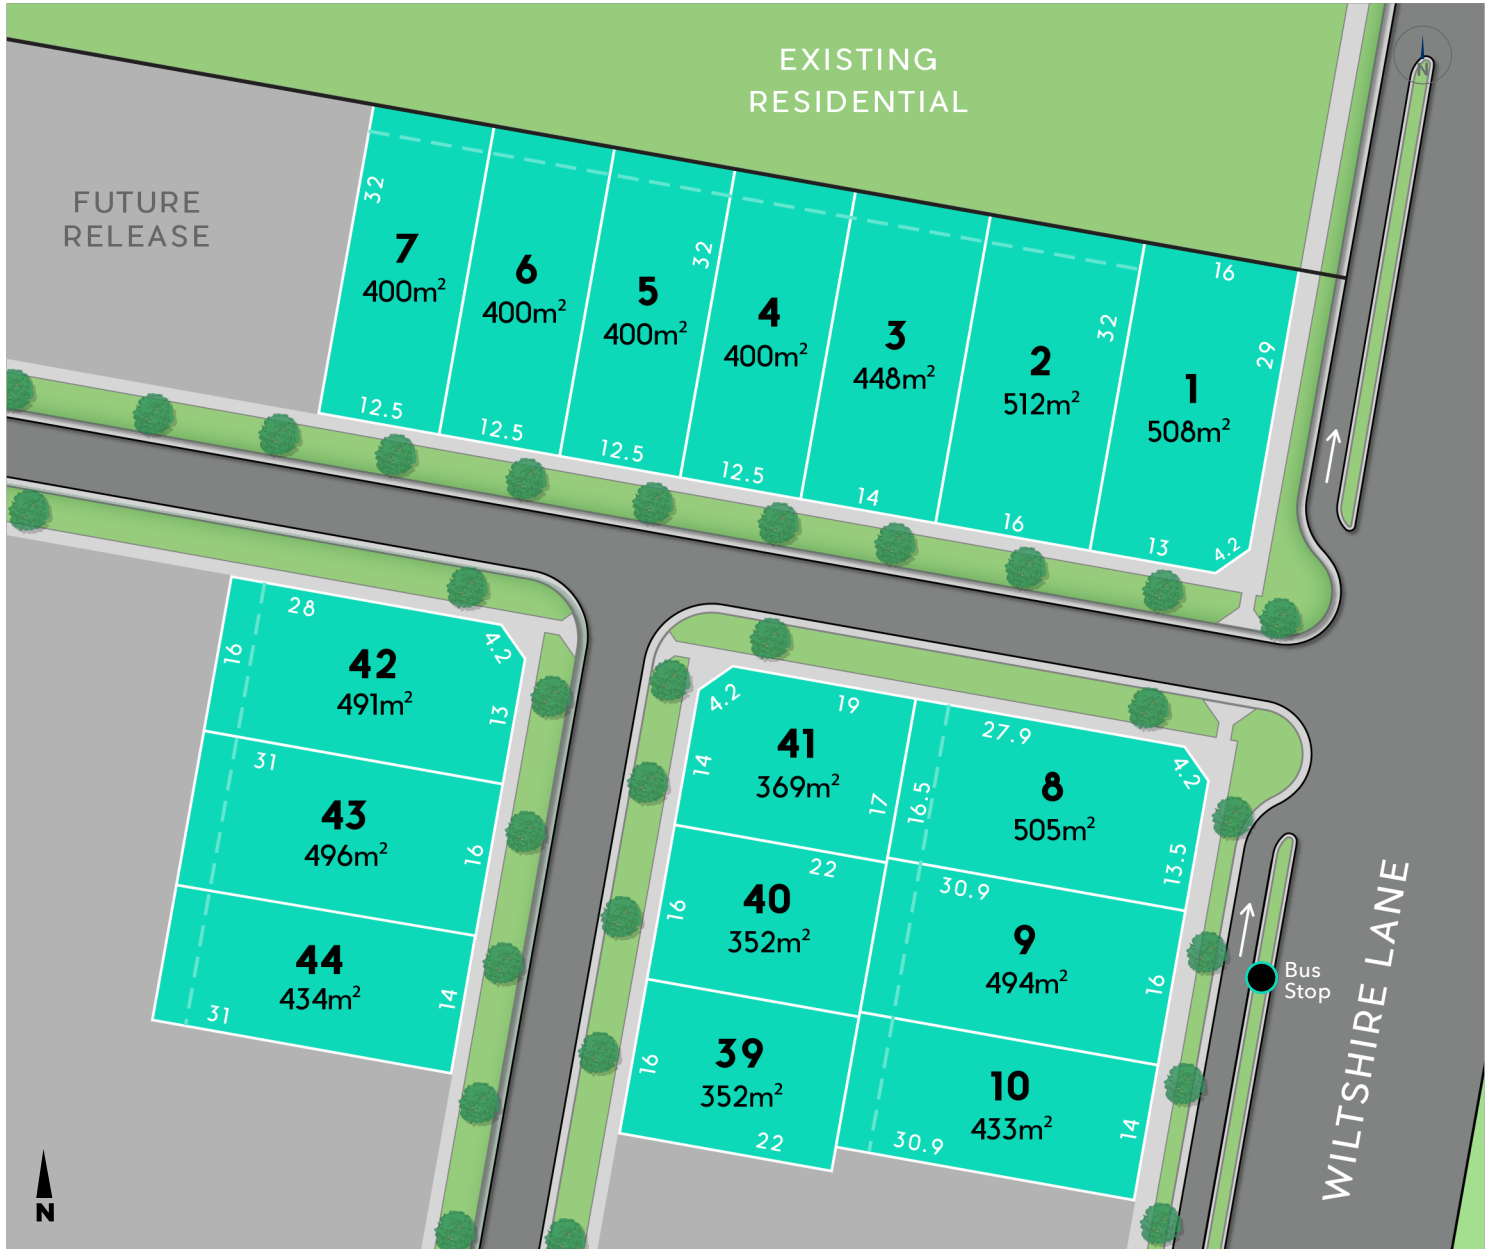 EXISTING
RESIDENTIAL
N
FUTURE
RELEASE
32
7
400m²
12.5
6
400m²
12.5
5
400m²
32
12.5
4
400m²
12.5
3
448m²
14
2
512m²
32
16
16
1
508m²
29
13
4.2
28
4.2
16
42
491m²
13
31
43
496m²
16
44
434m²
14
31
4.2
19
41
369m²
14
17
22
40
352m²
16
39
352m²
16
22
27.9
4.2
16.5
8
505m²
13.5
30.9
9
494m²
16
10
433m²
14
30.9
Bus
Stop
WILTSHIRE LANE
N